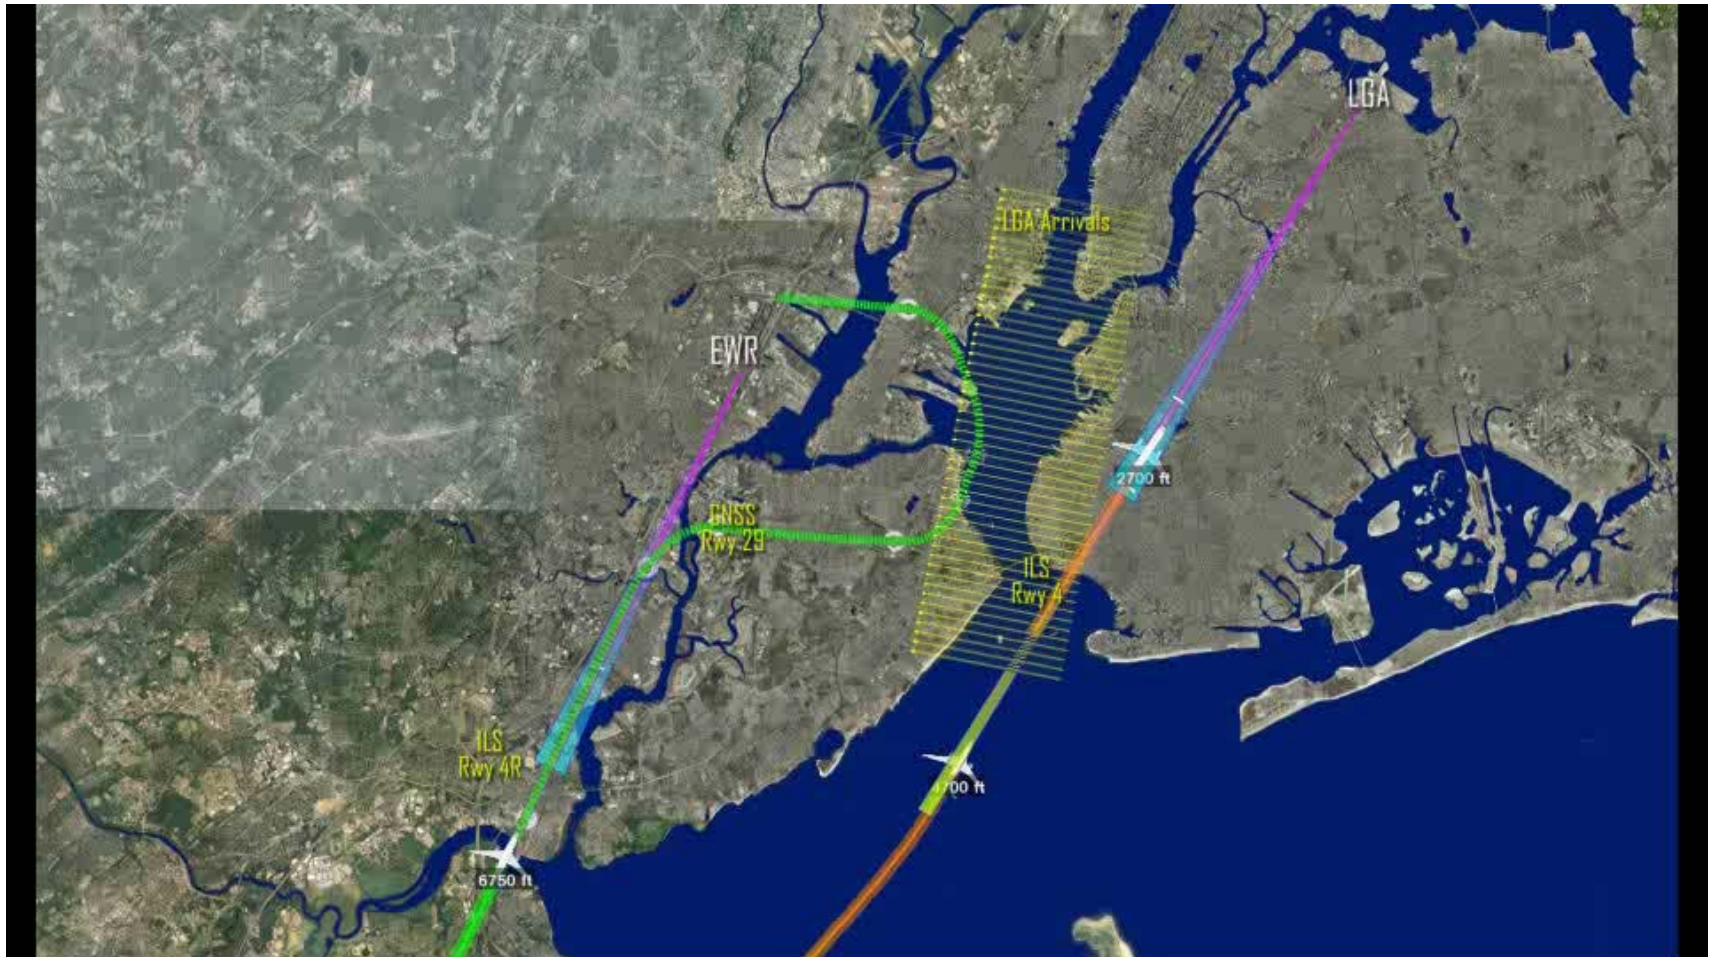 LGA
LGA Arrivals
EWR
2700 ft
GNSS
Rwy 29
ILS
Rwy 4
ILS
Rwy 4R
4700 ft
6750 ft